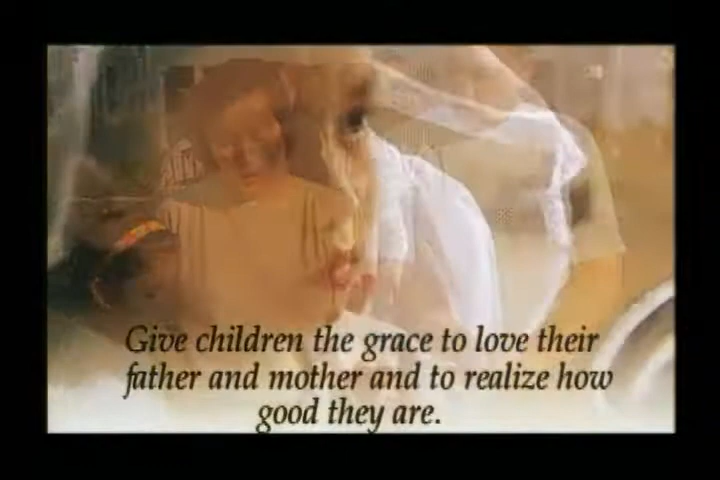 Give children the grace to love their
father and mother and to realize how
good they are.